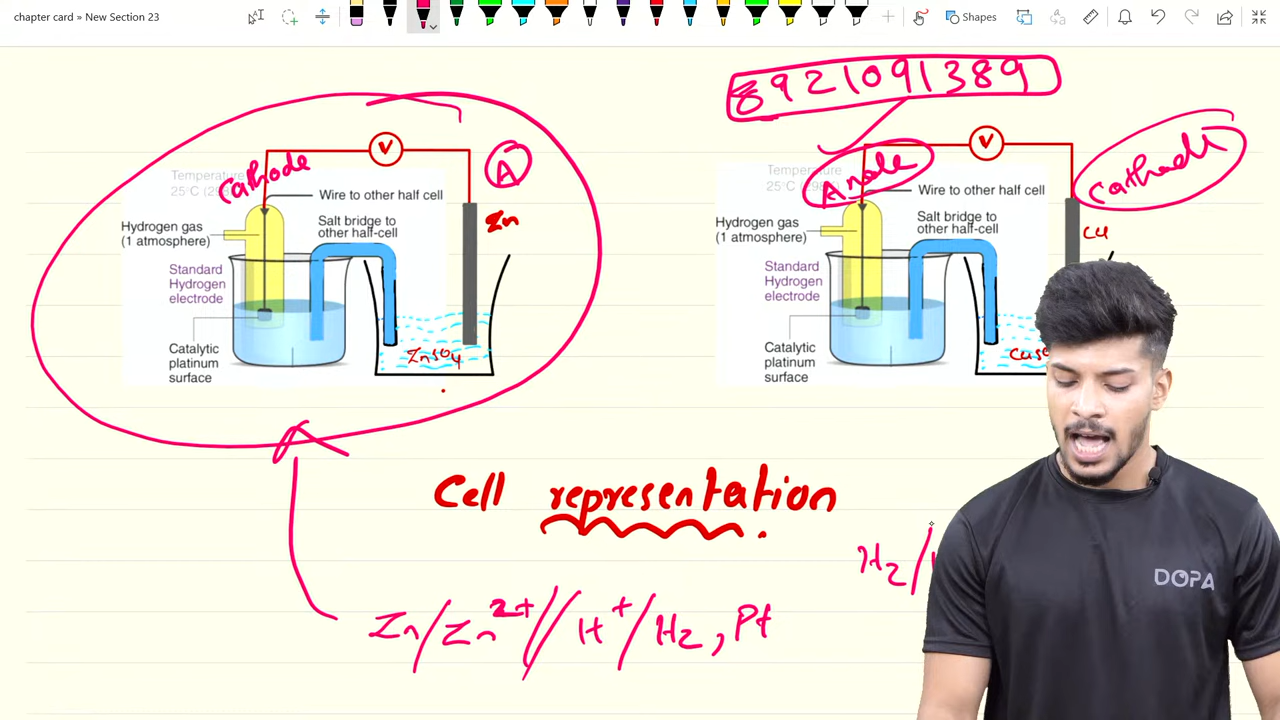 chapter card » New Section 23
Shapes
8921091389
V
Cathode
A
Temperature
Wire to other half cell
Hydrogen gas
(1 atmosphere)
Salt bridge to
other half-cell
Zn
Standard
Hydrogen
electrode
Catalytic
platinum
surface
ZnSO4
V
Anode
Cathode
Temperature
Wire to other half cell
Hydrogen gas
(1 atmosphere)
Salt bridge to
other half-cell
Cu
Standard
Hydrogen
electrode
Catalytic
platinum
surface
Cell representation.
H2/
Zn/Zn2+//H+/H2, Pt
DOPA